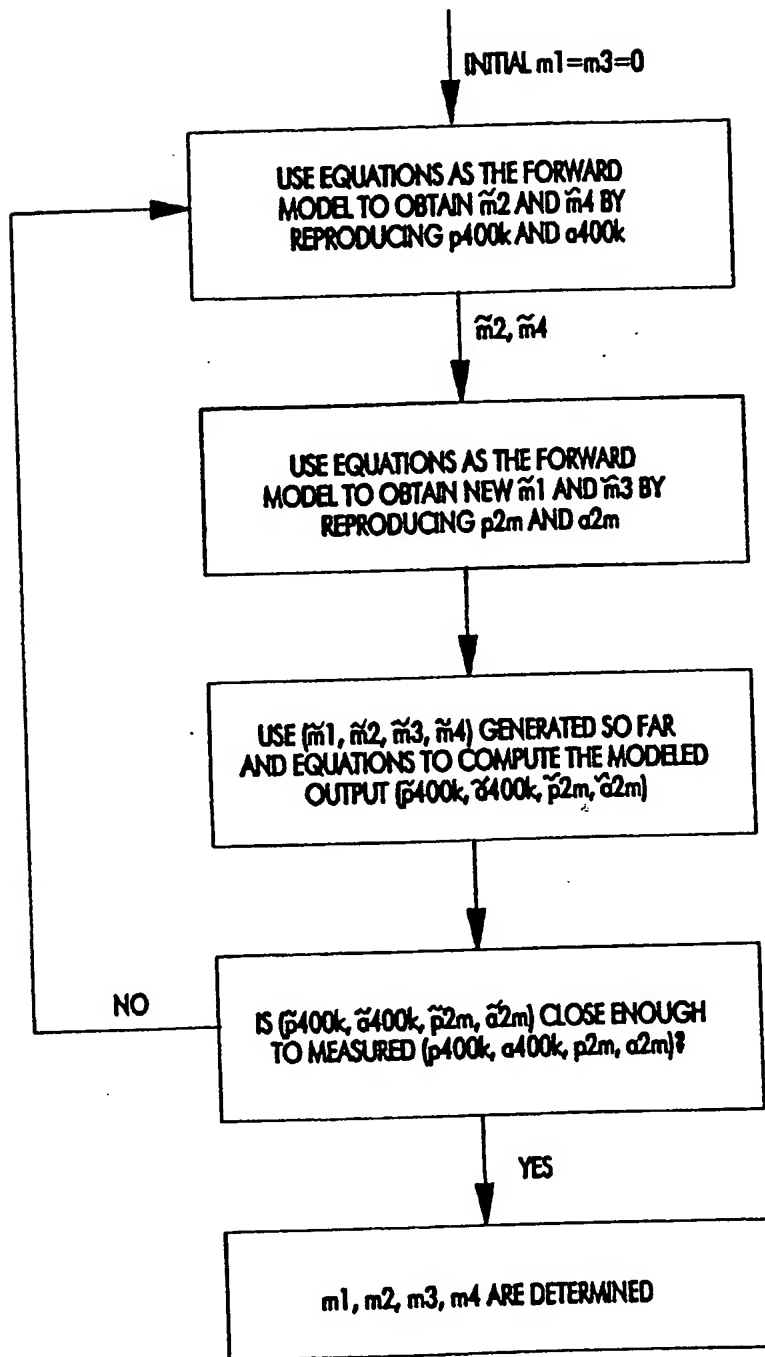 INITIAL m1=m3=0
USE EQUATIONS AS THE FORWARD
MODEL TO OBTAIN m̃2 AND m̃4 BY
REPRODUCING p400k AND a400k
m̃2, m̃4
USE EQUATIONS AS THE FORWARD
MODEL TO OBTAIN NEW m̃1 AND m̃3 BY
REPRODUCING p2m AND a2m
USE (m̃1, m̃2, m̃3, m̃4) GENERATED SO FAR
AND EQUATIONS TO COMPUTE THE MODELED
OUTPUT (p̃400k, ã400k, p̃2m, ã2m)
NO
IS (p̃400k, ã400k, p̃2m, ã2m) CLOSE ENOUGH
TO MEASURED (p400k, a400k, p2m, a2m)?
YES
m1, m2, m3, m4 ARE DETERMINED